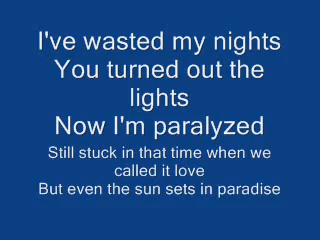 I've wasted my nights
You turned out the
lights
Now I'm paralyzed
Still stuck in that time when we
called it love
But even the sun sets in paradise